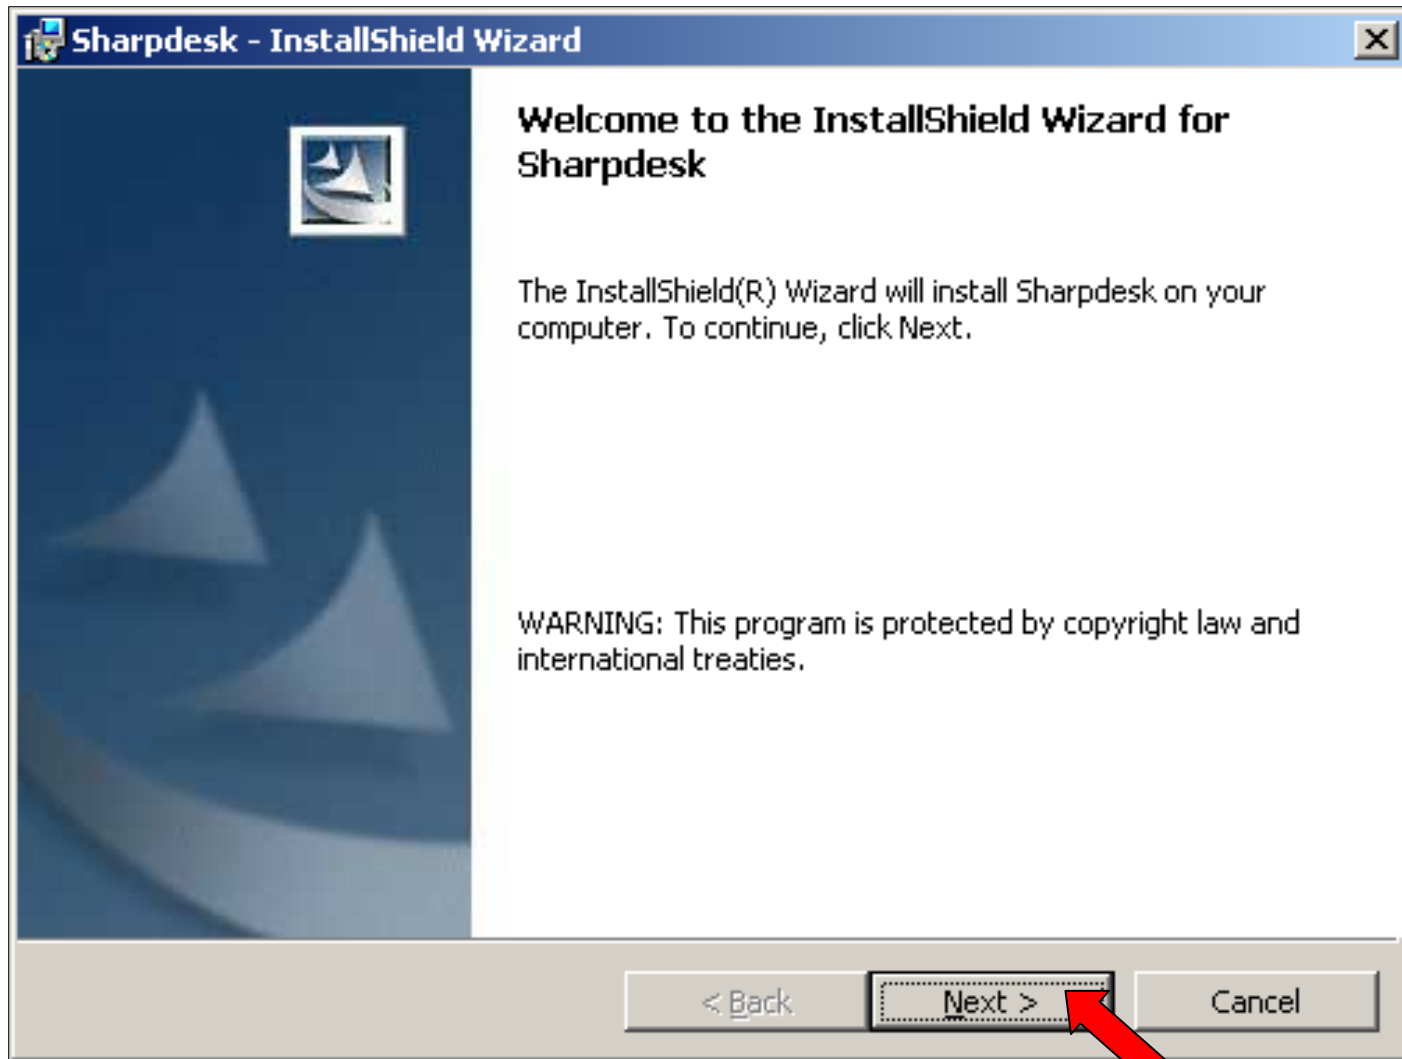 Sharpdesk - InstallShield Wizard
Welcome to the InstallShield Wizard for
Sharpdesk
The InstallShield(R) Wizard will install Sharpdesk on your
computer. To continue, click Next.
WARNING: This program is protected by copyright law and
international treaties.
< Back
Next >
Cancel